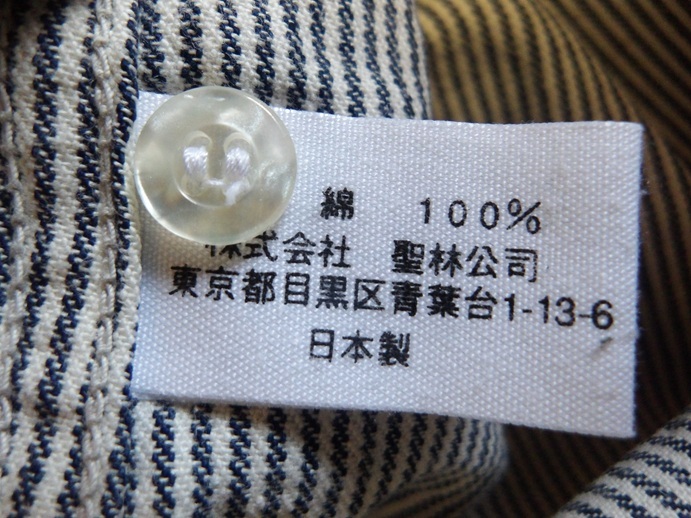 綿　100%
株式会社　聖林公司
東京都目黒区青葉台1-13-6
日本製